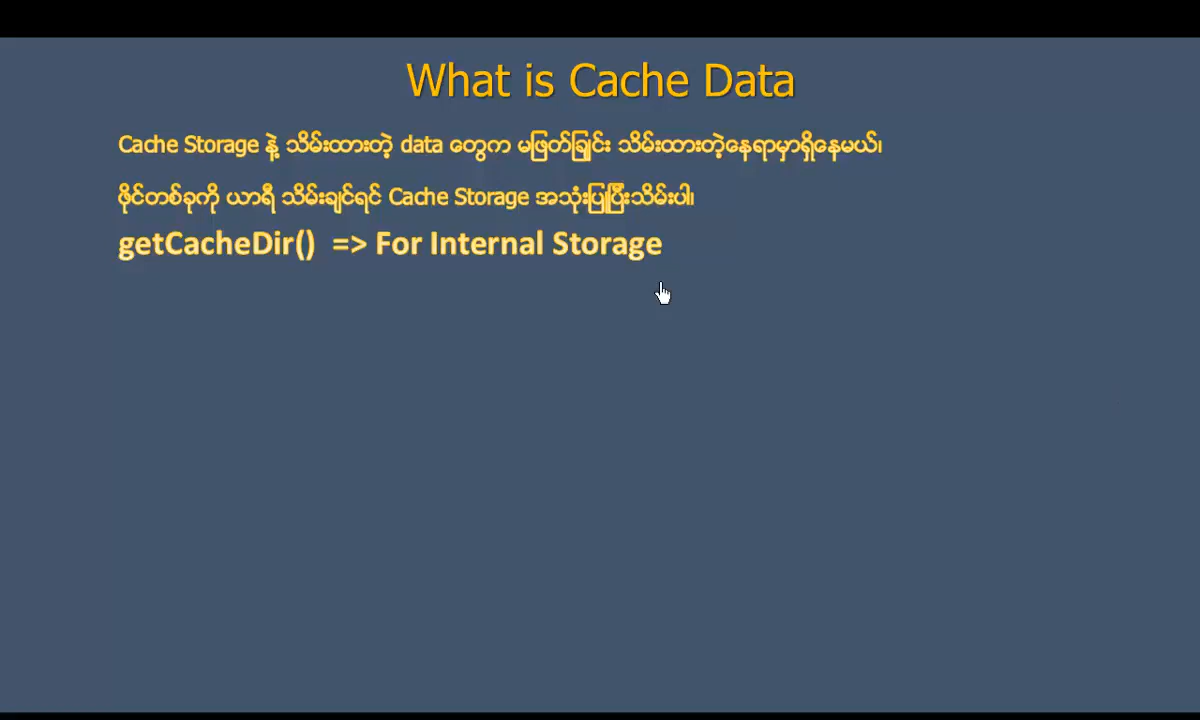 What is Cache Data
Cache Storage နဲ့ သိမ်းထားတဲ့ data တွေက မဖြတ်ခြျင်း သိမ်းထားတဲ့နေရာမှာရှိနေမယ်၊
ဖိုင်တစ်ခုကို ယာရီ သိမ်းချင်ရင် Cache Storage အသုံးပြုပြီးသိမ်းပါ၊
getCacheDir() => For Internal Storage